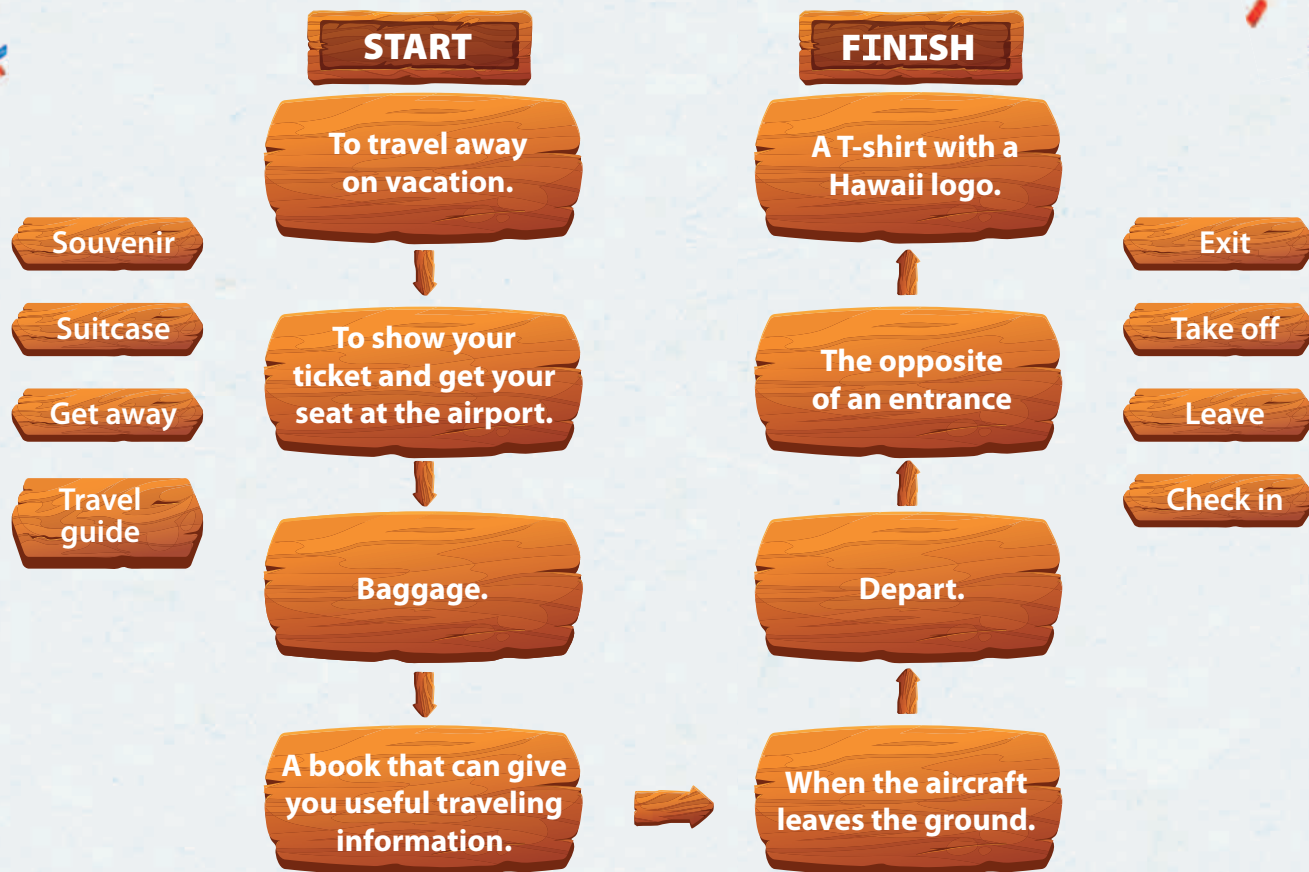 START
To travel away
on vacation.
To show your
ticket and get your
seat at the airport.
Baggage.
A book that can give
you useful traveling
information.
When the aircraft
leaves the ground.
Depart.
The opposite
of an entrance
A T-shirt with a
Hawaii logo.
FINISH
Souvenir
Suitcase
Get away
Travel
guide
Exit
Take off
Leave
Check in